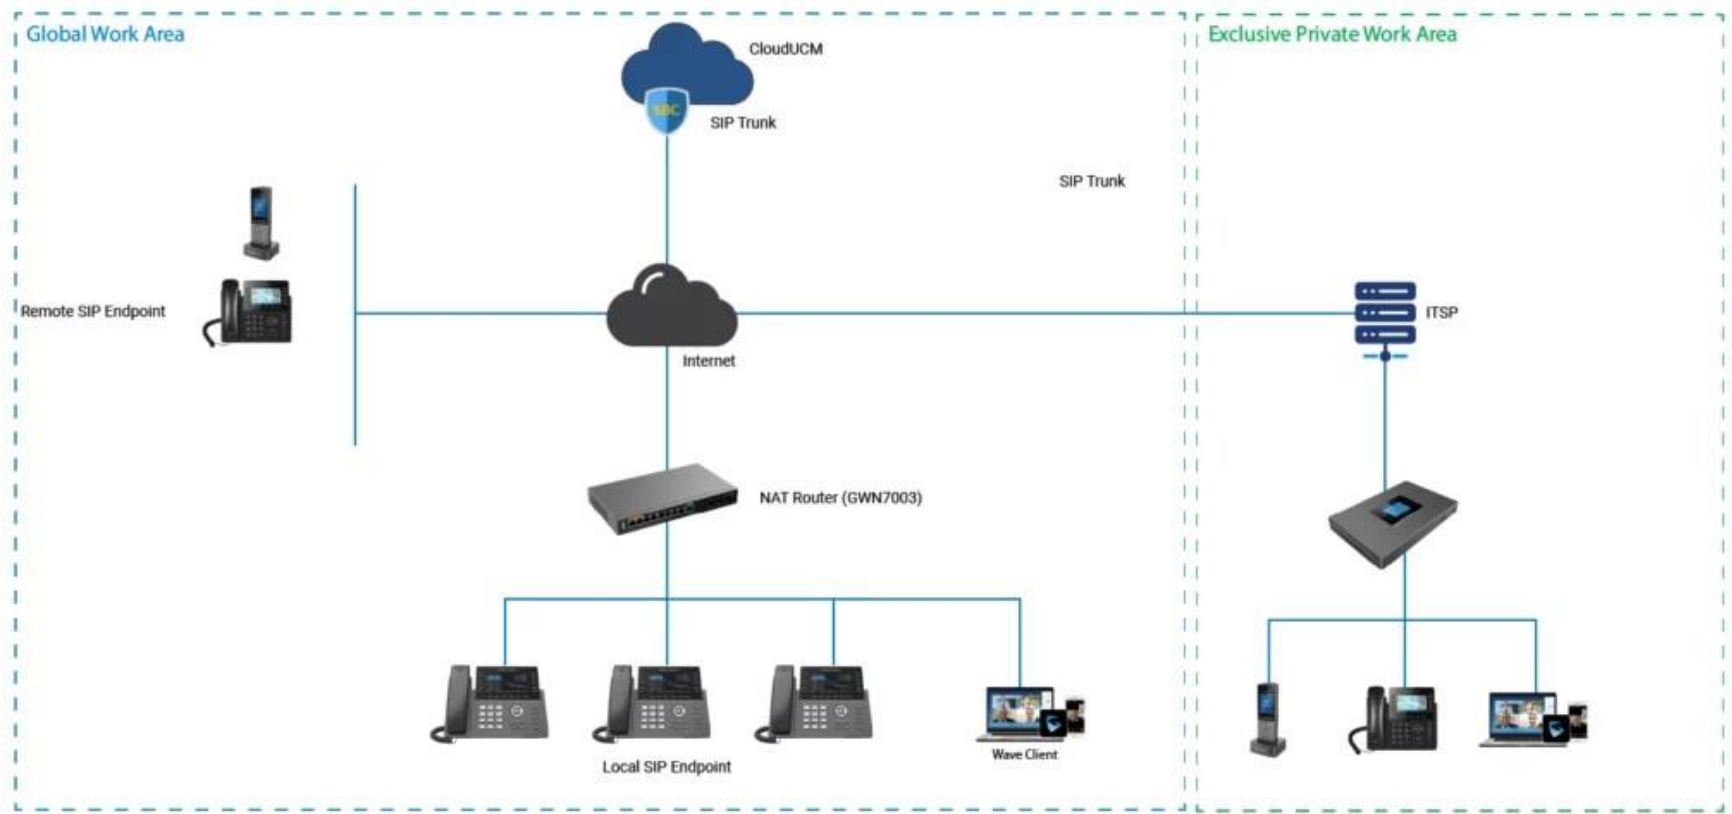 Global Work Area
Exclusive Private Work Area
CloudUCM
SBC
SIP Trunk
SIP Trunk
Remote SIP Endpoint
ITSP
Internet
NAT Router (GWN7003)
Wave Client
Local SIP Endpoint